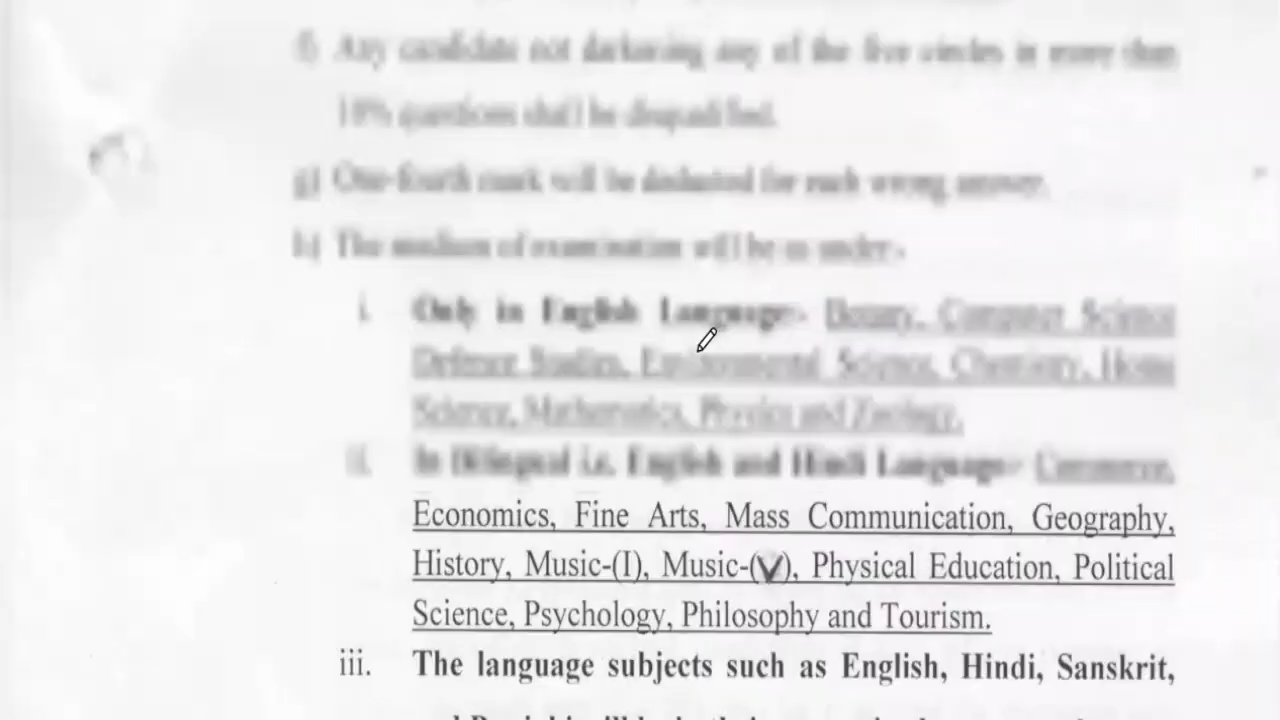 f) Any candidate not darkening any of the five circles in more than
10% questions shall be disqualified.
g) One-fourth mark will be deducted for each wrong answer.
h) The medium of examination will be as under:-
i. Only in English Language:- Botany, Computer Science
Defence Studies, Environmental Science, Chemistry, Home
Science, Mathematics, Physics and Zoology.
ii. In Bilingual i.e. English and Hindi Language:- Commerce,
Economics, Fine Arts, Mass Communication, Geography,
History, Music-(I), Music-(V), Physical Education, Political
Science, Psychology, Philosophy and Tourism.
iii. The language subjects such as English, Hindi, Sanskrit,